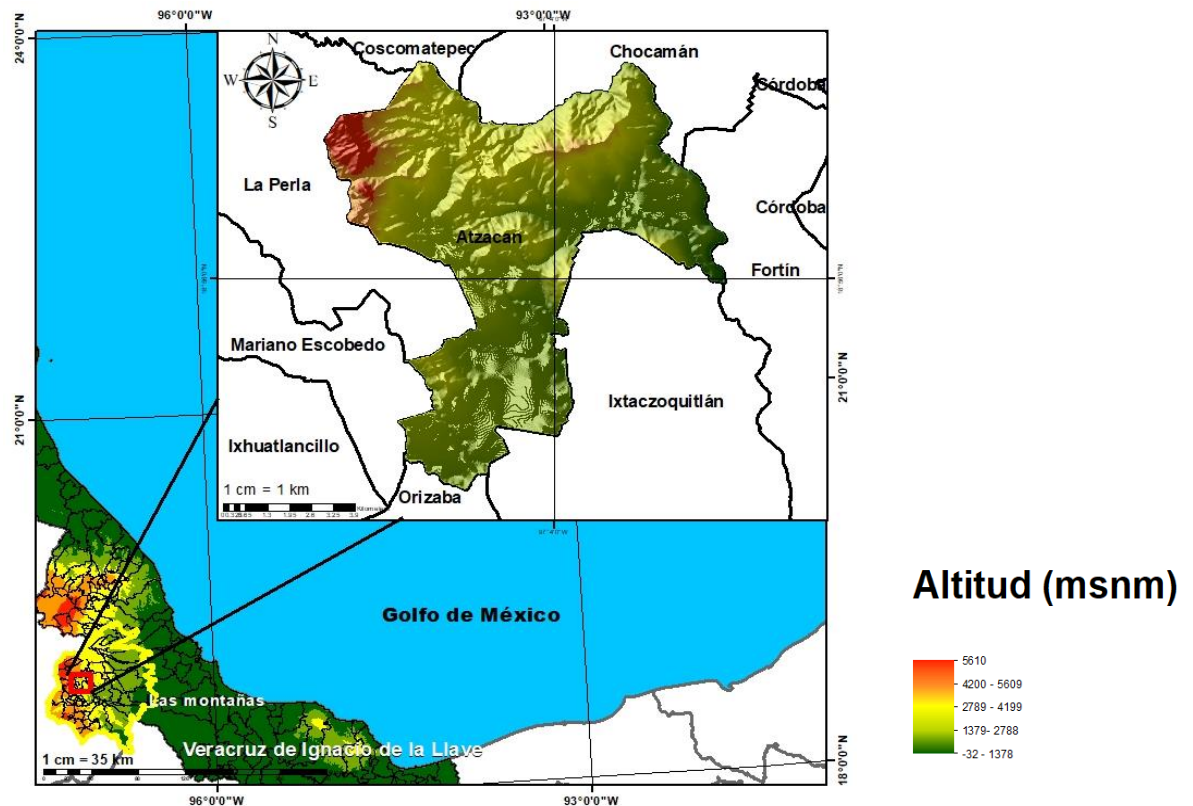 96°0'0"W
93°0'0"W
24°0'0"N
N
W
E
S
Coscomatepec
Chocamán
Córdoba
La Perla
Córdoba
Atzacan
Fortín
Mariano Escobedo
Ixtaczoquitlán
21°0'0"N
21°0'0"N
Ixhuatlancillo
1 cm = 1 km
Orizaba
Golfo de México
Las montañas
Veracruz de Ignacio de la Llave
1 cm = 35 km
18°0'0"N
96°0'0"W
93°0'0"W
Altitud (msnm)
5610
4200 - 5609
2789 - 4199
1379- 2788
-32 - 1378